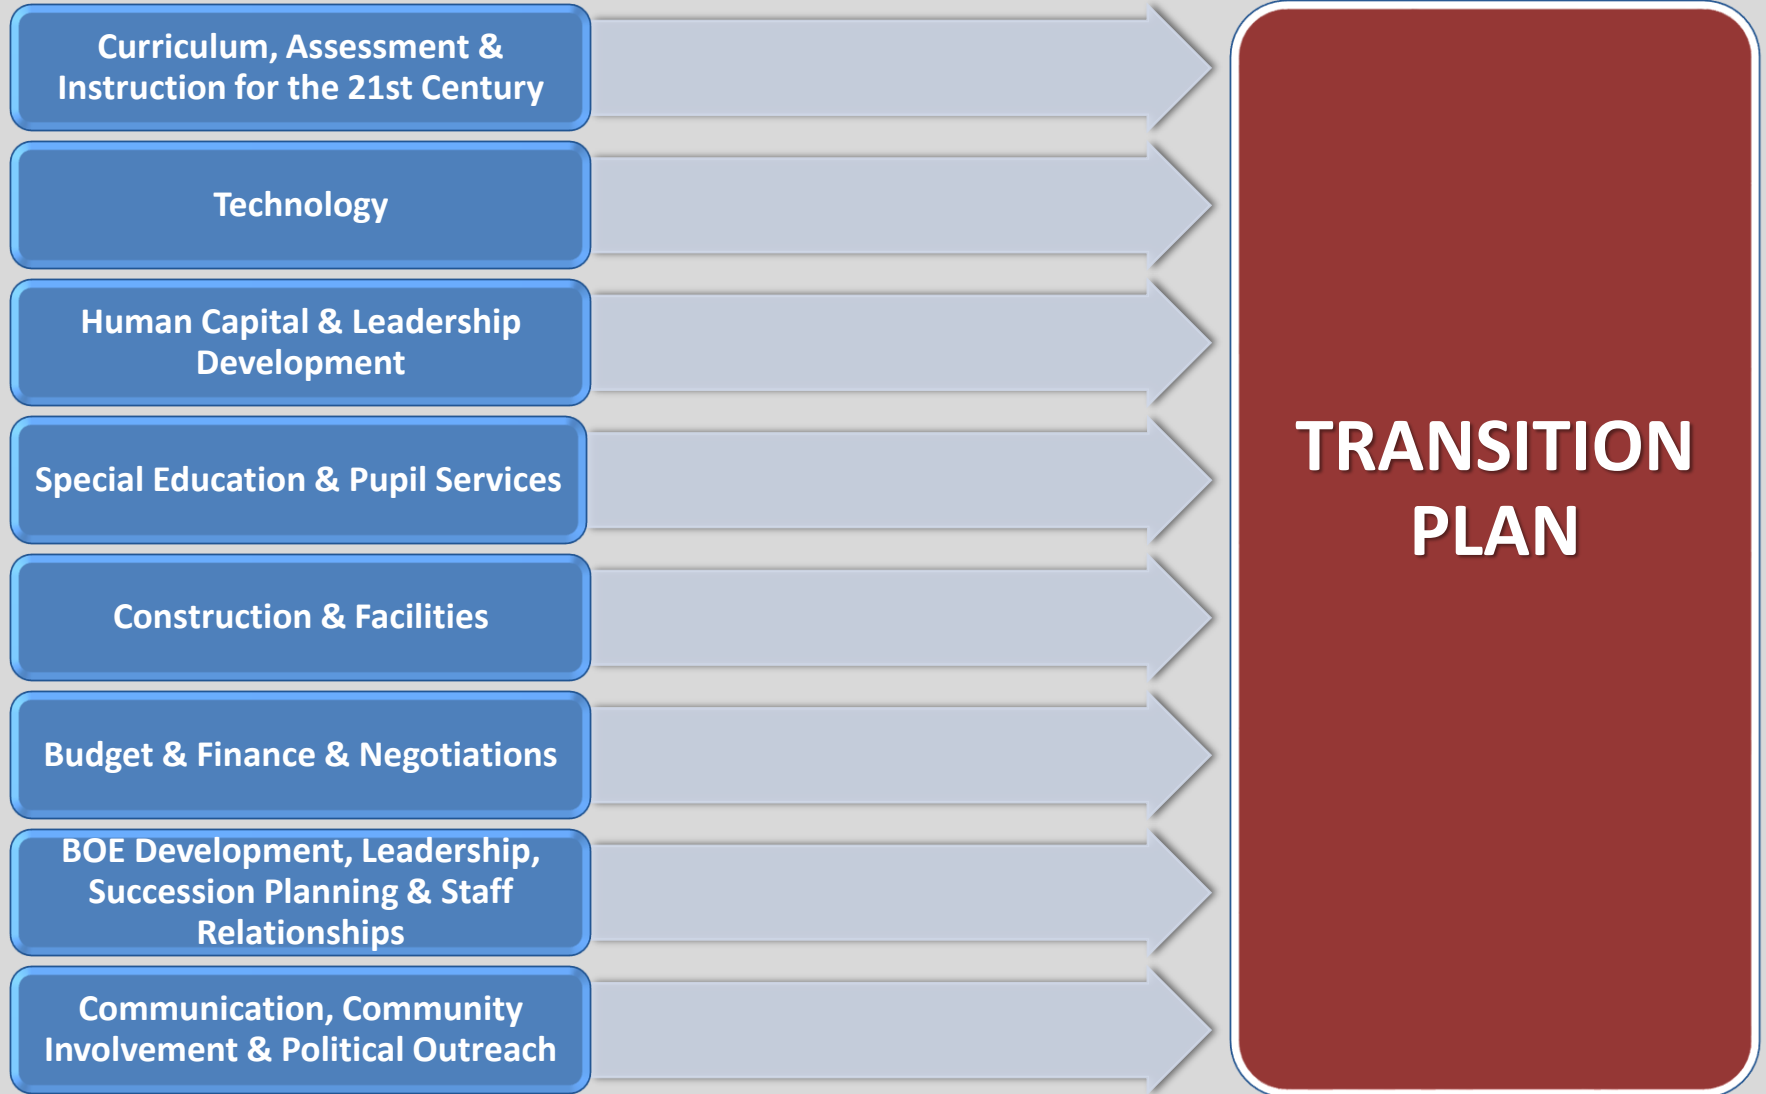 Curriculum, Assessment &
Instruction for the 21st Century
Technology
Human Capital & Leadership
Development
Special Education & Pupil Services
Construction & Facilities
Budget & Finance & Negotiations
BOE Development, Leadership,
Succession Planning & Staff
Relationships
Communication, Community
Involvement & Political Outreach
TRANSITION
PLAN